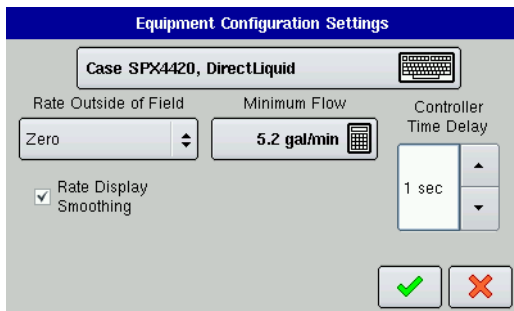 Equipment Configuration Settings
Case SPX4420, DirectLiquid
Rate Outside of Field
Minimum Flow
Controller
Time Delay
Zero
5.2 gal/min
1 sec
Rate Display
Smoothing